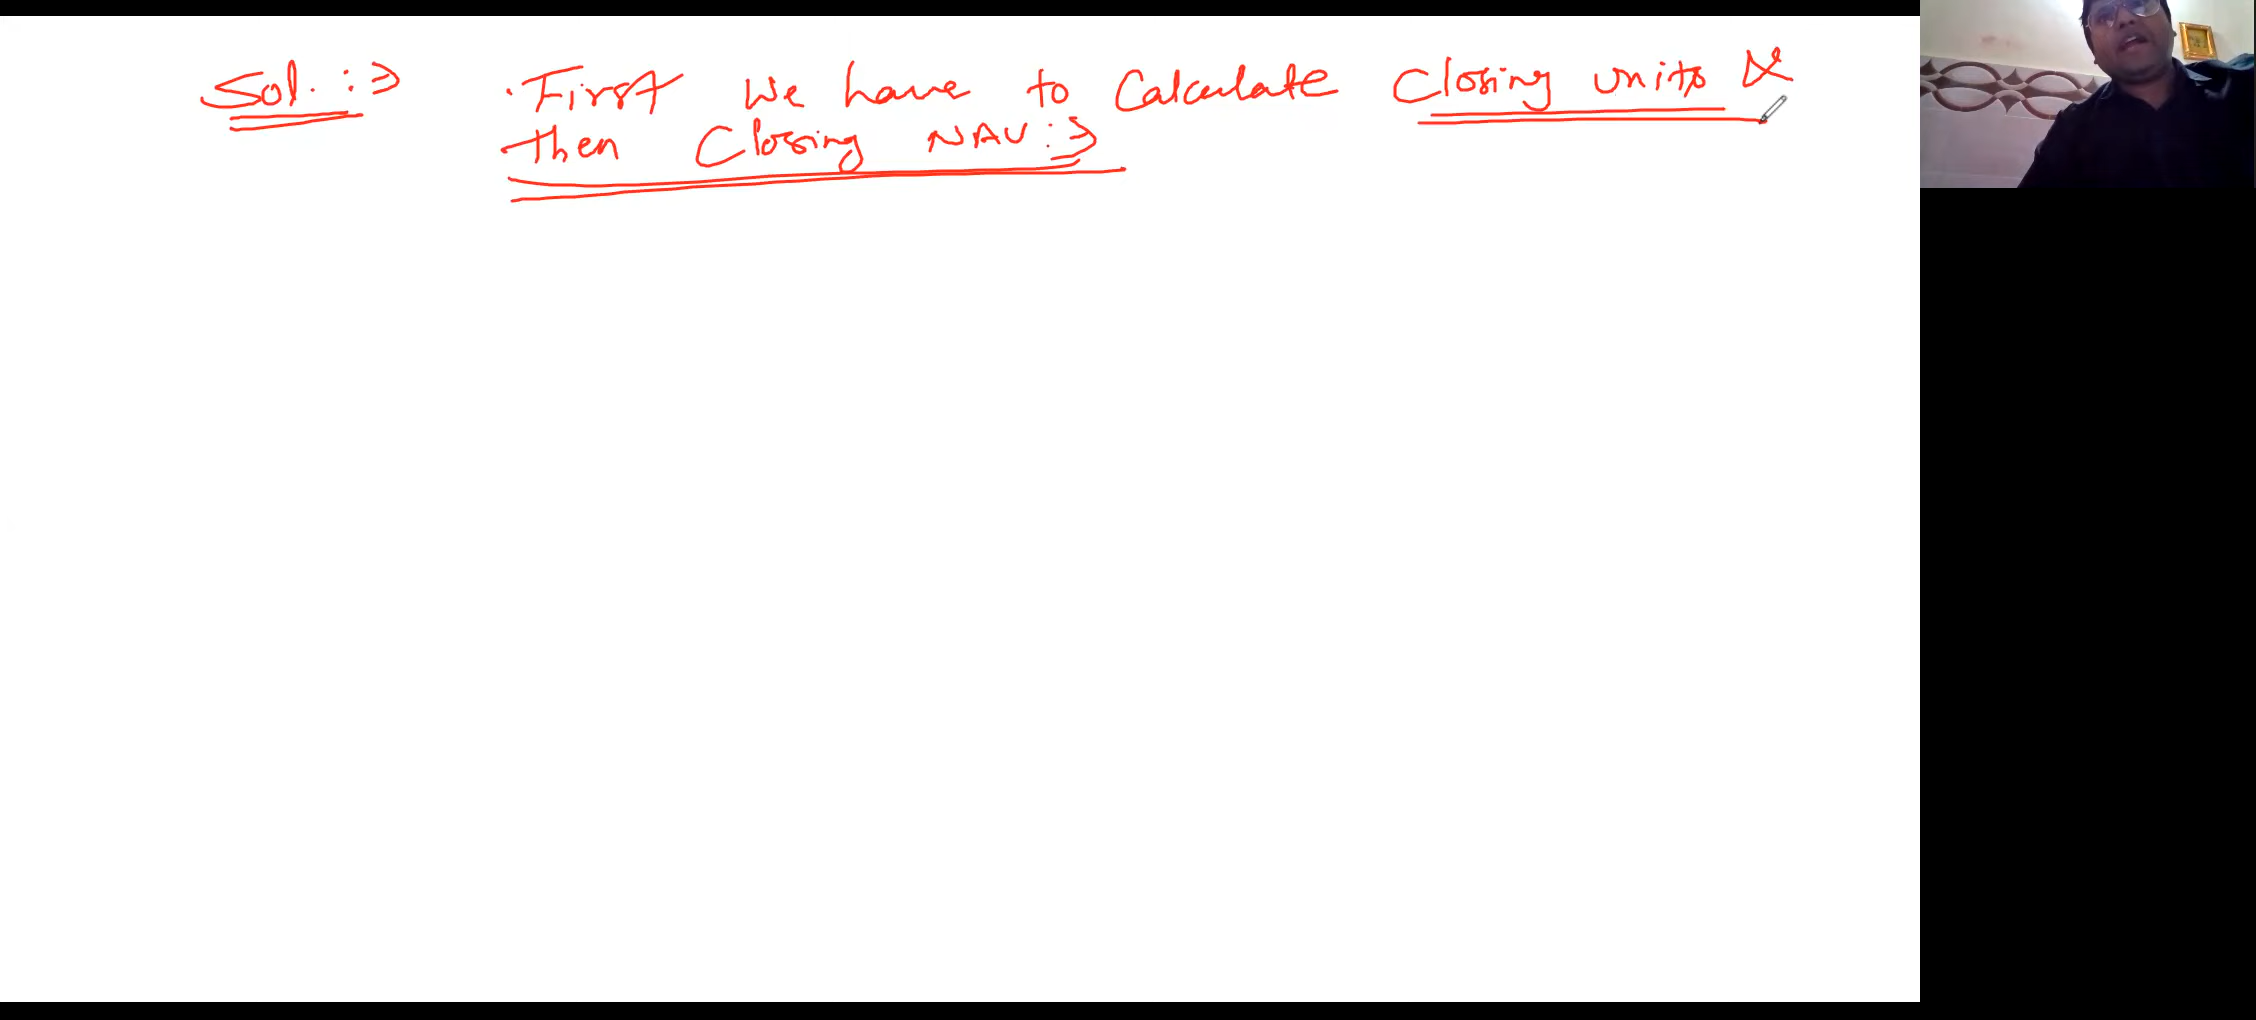 Sol. :⇒ · First we have to Calculate Closing units &
then Closing NAV :⇒